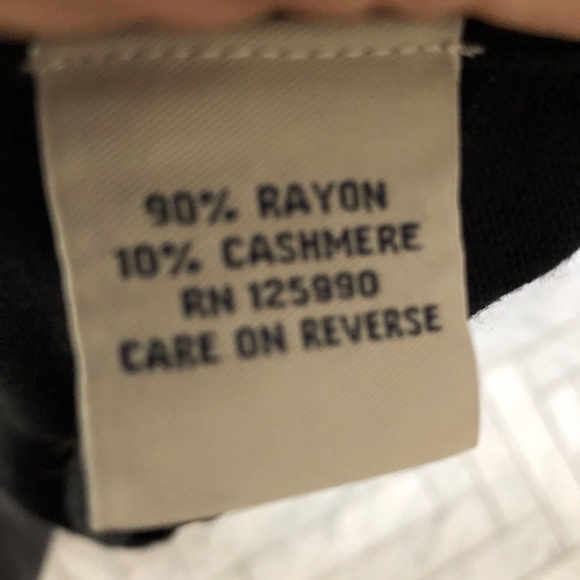 90% RAYON
10% CASHMERE
RN 125990
CARE ON REVERSE